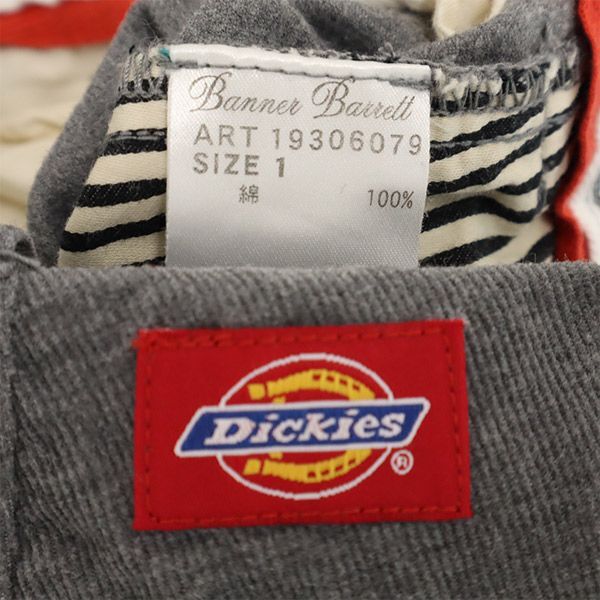 Banner Barrett
ART 19306079
SIZE 1
綿 100%
Dickies
®